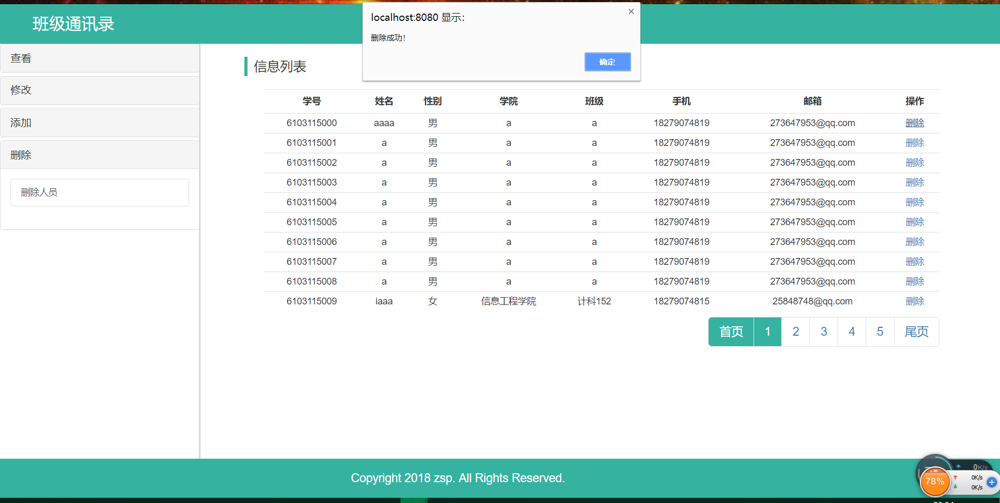 班级通讯录
localhost:8080 显示：
删除成功！
确定
查看
修改
添加
删除
删除人员
信息列表
学号 姓名 性别 学院 班级 手机 邮箱 操作
6103115000 aaaa 男 a a 18279074819 273647953@qq.com 删除
6103115001 a 男 a a 18279074819 273647953@qq.com 删除
6103115002 a 男 a a 18279074819 273647953@qq.com 删除
6103115003 a 男 a a 18279074819 273647953@qq.com 删除
6103115004 a 男 a a 18279074819 273647953@qq.com 删除
6103115005 a 男 a a 18279074819 273647953@qq.com 删除
6103115006 a 男 a a 18279074819 273647953@qq.com 删除
6103115007 a 男 a a 18279074819 273647953@qq.com 删除
6103115008 a 男 a a 18279074819 273647953@qq.com 删除
6103115009 iaaa 女 信息工程学院 计科152 18279074815 25848748@qq.com 删除
首页 1 2 3 4 5 尾页
Copyright 2018 zsp. All Rights Reserved.
0K/s
78%
0K/s
0K/s